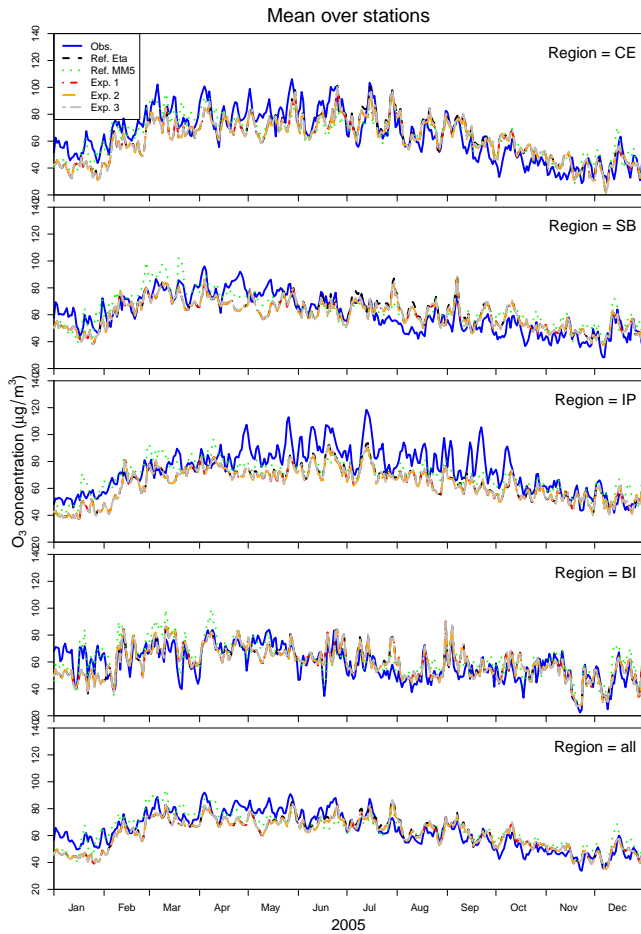 Mean over stations
Region = CE
Obs.
Ref. Eta
Ref. MM5
Exp. 1
Exp. 2
Exp. 3
20 40 60 80 100 120 140
Region = SB
20 40 60 80 100 120 140
Region = IP
20 40 60 80 100 120 140
Region = BI
20 40 60 80 100 120 140
Region = all
20 40 60 80 100 120 140
O₃ concentration (µg/m³)
Jan Feb Mar Apr May Jun Jul Aug Sep Oct Nov Dec
2005